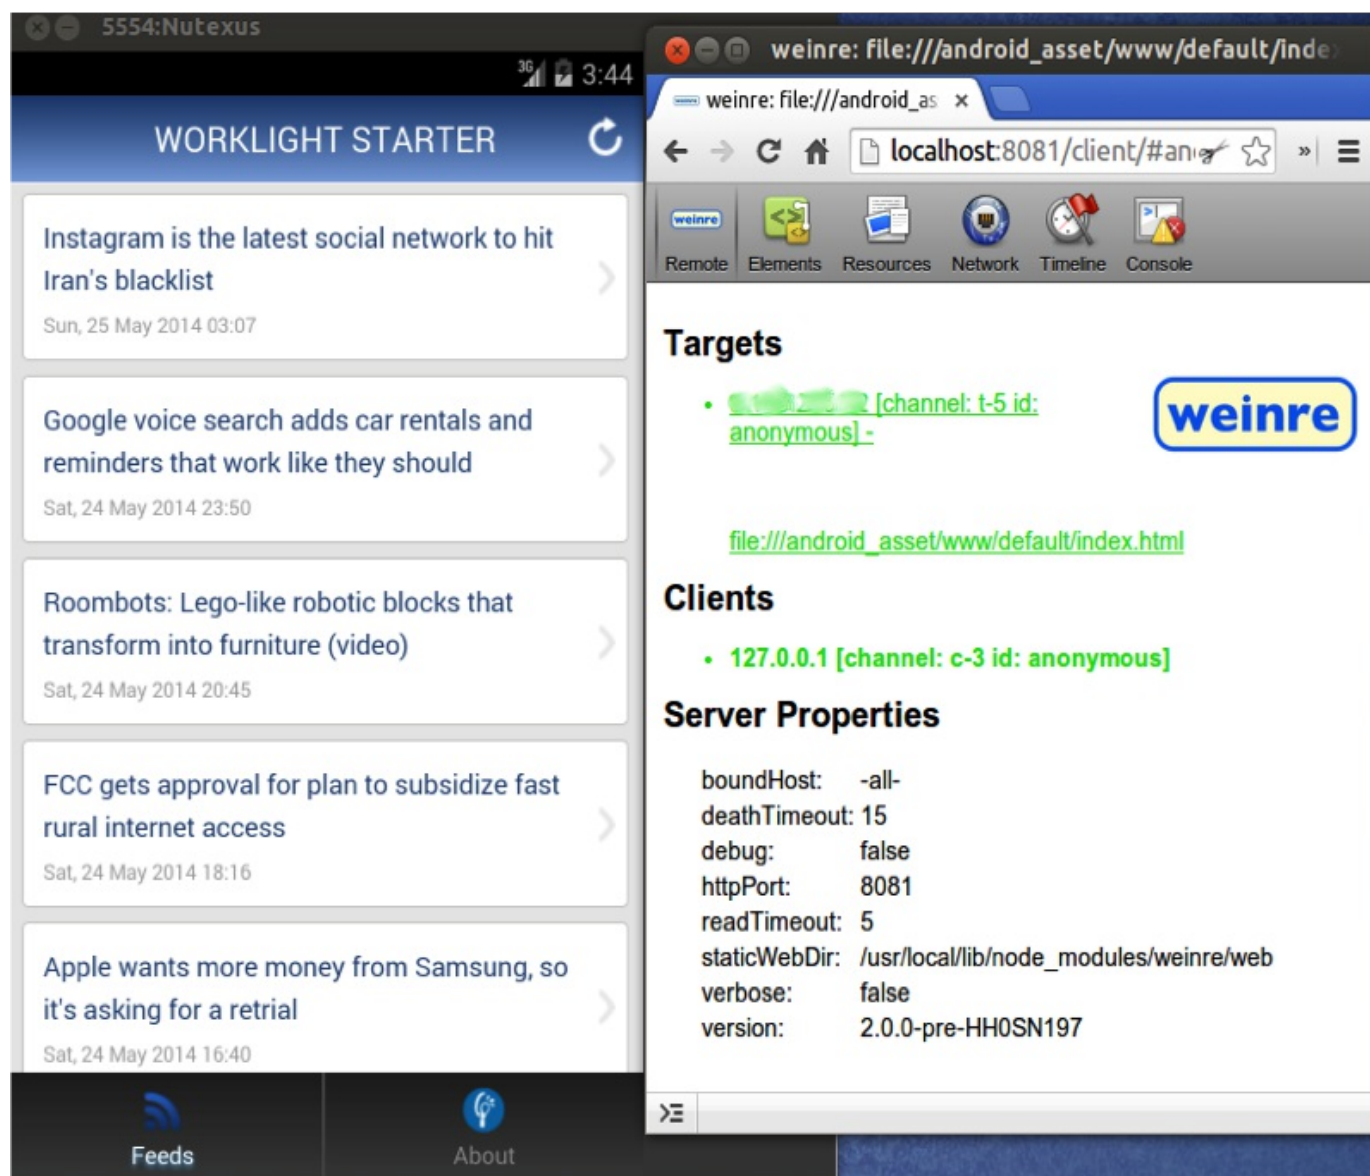 5554:Nutexus
3G 3:44
WORKLIGHT STARTER
Instagram is the latest social network to hit
Iran's blacklist
Sun, 25 May 2014 03:07
Google voice search adds car rentals and
reminders that work like they should
Sat, 24 May 2014 23:50
Roombots: Lego-like robotic blocks that
transform into furniture (video)
Sat, 24 May 2014 20:45
FCC gets approval for plan to subsidize fast
rural internet access
Sat, 24 May 2014 18:16
Apple wants more money from Samsung, so
it's asking for a retrial
Sat, 24 May 2014 16:40
Feeds
About
weinre: file:///android_asset/www/default/inde
weinre: file:///android_as
localhost:8081/client/#an
weinre
Remote Elements Resources Network Timeline Console
Targets
[channel: t-5 id:
anonymous] -
weinre
file:///android_asset/www/default/index.html
Clients
• 127.0.0.1 [channel: c-3 id: anonymous]
Server Properties
boundHost: -all-
deathTimeout: 15
debug: false
httpPort: 8081
readTimeout: 5
staticWebDir: /usr/local/lib/node_modules/weinre/web
verbose: false
version: 2.0.0-pre-HH0SN197